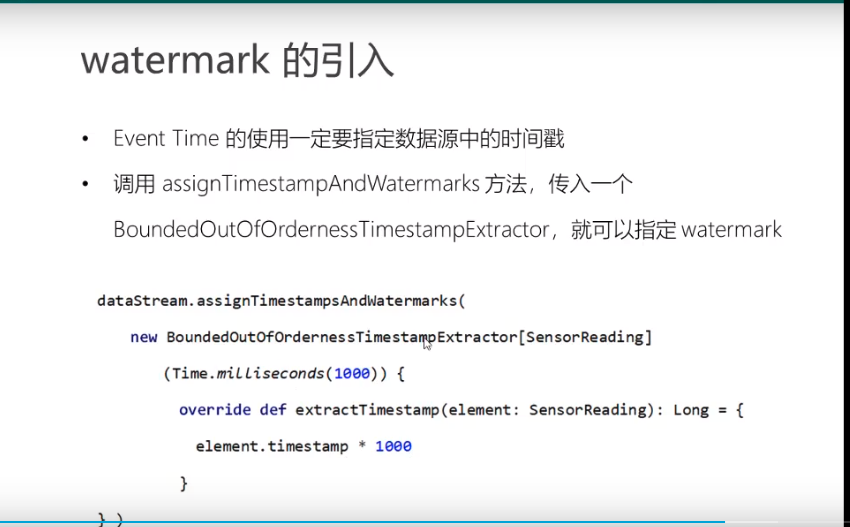 watermark 的引入
• Event Time 的使用一定要指定数据源中的时间戳
• 调用 assignTimestampAndWatermarks 方法，传入一个
BoundedOutOfOrdernessTimestampExtractor，就可以指定 watermark
dataStream.assignTimestampsAndWatermarks(
new BoundedOutOfOrdernessTimestampExtractor[SensorReading]
(Time.milliseconds(1000)) {
override def extractTimestamp(element: SensorReading): Long = {
element.timestamp * 1000
}
} )